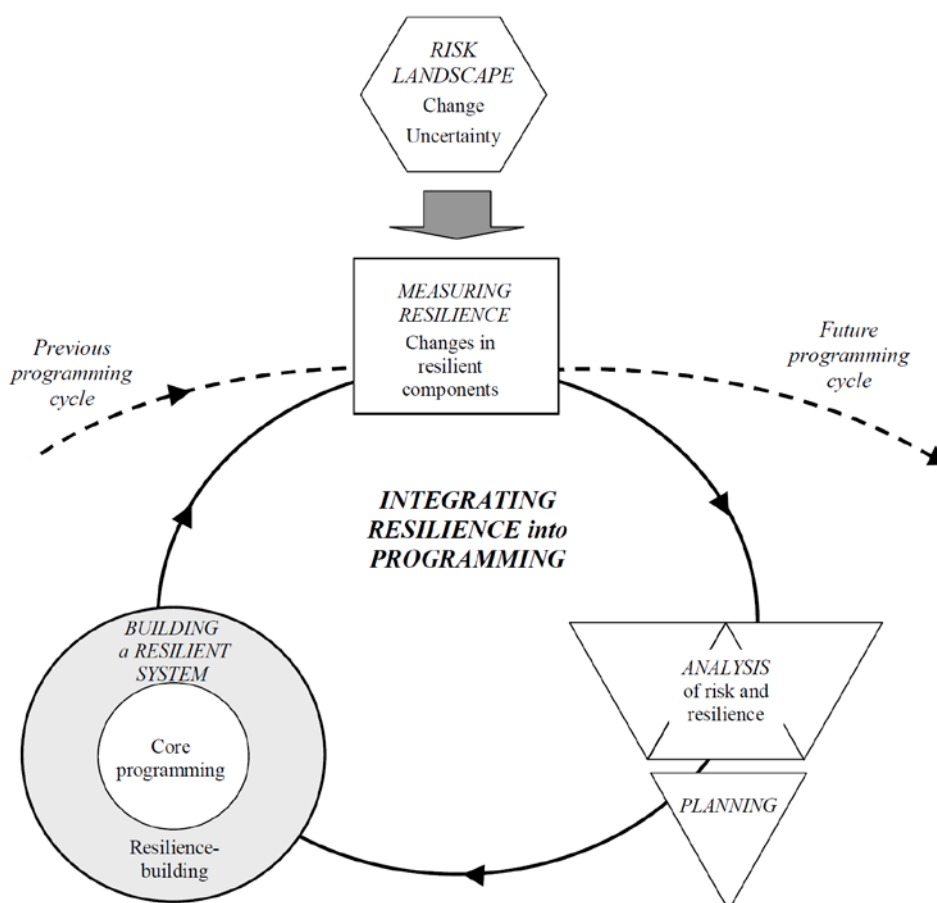 RISK
LANDSCAPE
Change
Uncertainty
MEASURING
RESILIENCE
Changes in
resilient
components
Previous
programming
cycle
Future
programming
cycle
INTEGRATING
RESILIENCE into
PROGRAMMING
BUILDING
a RESILIENT
SYSTEM
Core
programming
Resilience-
building
ANALYSIS
of risk and
resilience
PLANNING